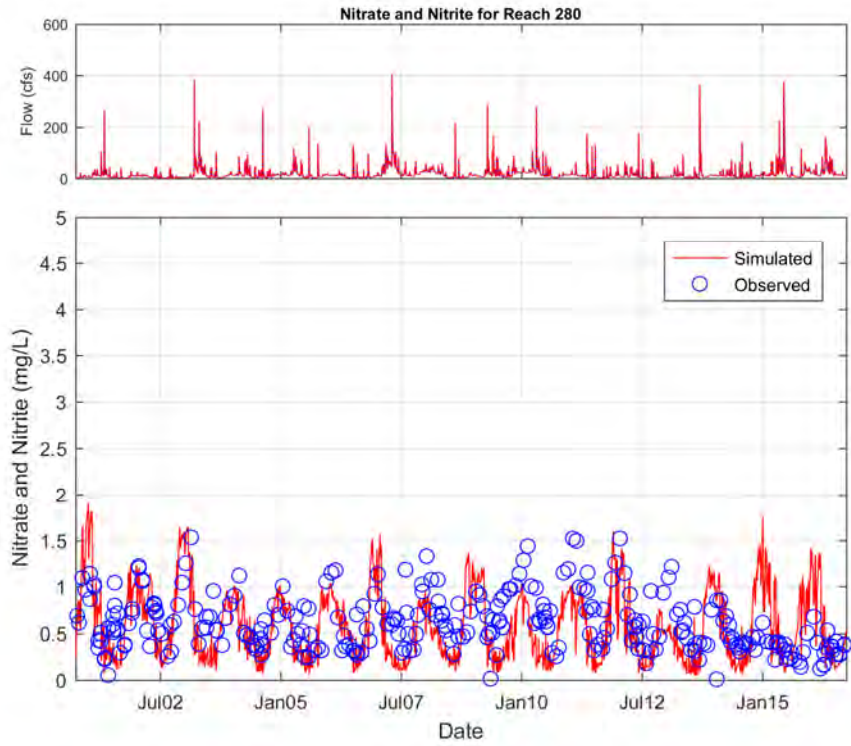 Nitrate and Nitrite for Reach 280
600
400
200
0
Flow (cfs)
5
4.5
4
3.5
3
2.5
2
1.5
1
0.5
0
Nitrate and Nitrite (mg/L)
Simulated
Observed
Jul02 Jan05 Jul07 Jan10 Jul12 Jan15
Date